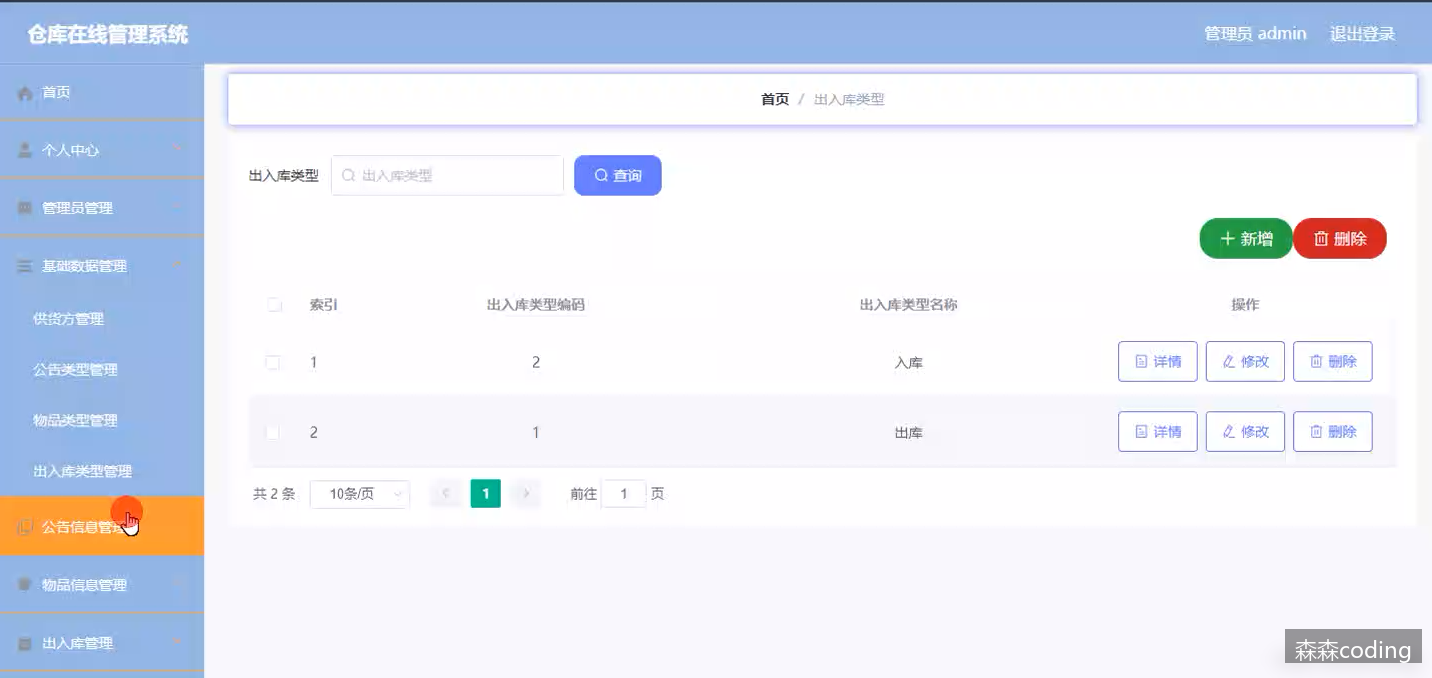 仓库在线管理系统
管理员 admin 退出登录
首页
个人中心
管理员管理
基础数据管理
供货方管理
公告类型管理
物品类型管理
出入库类型管理
公告信息管理
物品信息管理
出入库管理
首页 / 出入库类型
出入库类型 出入库类型 查询
新增 删除
索引 出入库类型编码 出入库类型名称 操作
1 2 入库 详情 修改 删除
2 1 出库 详情 修改 删除
共 2 条 10条/页 1 前往 1 页
森森coding